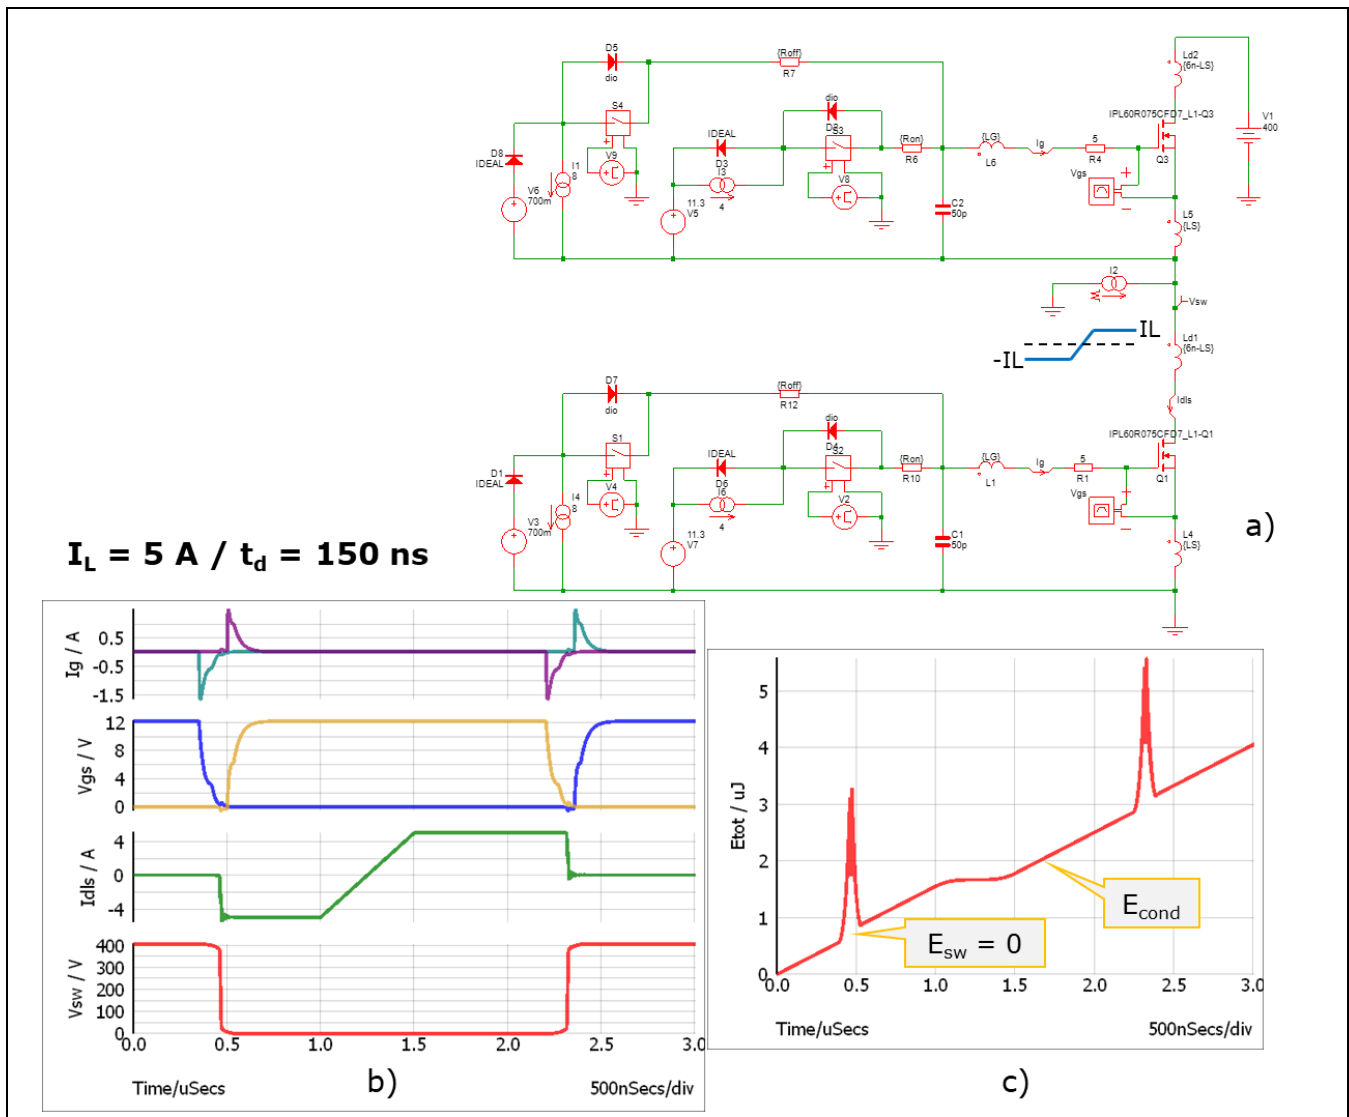 D5
dio
{Roff}
R7
Ld2
{6n-LS}
S4
dio
D2
S3
IPL60R075CFD7_L1-Q3
V1
400
IDEAL
D3
I3
4
{Ron}
R6
{LG}
L6
Ig
5
R4
Q3
D8
IDEAL
V9
I1
8
V8
Vgs
V6
700m
11.3
V5
C2
50p
L5
{LS}
I2
Vsw
IL
-IL
Ld1
{6n-LS}
D7
dio
{Roff}
R12
Idls
S1
dio
D4
S2
IPL60R075CFD7_L1-Q1
IDEAL
D6
I6
4
{Ron}
R10
{LG}
L1
Ig
5
R1
Q1
D1
IDEAL
V4
I4
8
V2
Vgs
V3
700m
11.3
V7
C1
50p
L4
{LS}
a)
IL = 5 A / td = 150 ns
Ig / A
0.5
-0.5
-1.5
Vgs / V
12
8
4
0
Idls / A
4
0
-4
Vsw / V
400
300
200
100
0
0.0 0.5 1.0 1.5 2.0 2.5 3.0
Time/uSecs
b)
500nSecs/div
Etot / uJ
5
4
3
2
1
0
Econd
Esw = 0
0.0 0.5 1.0 1.5 2.0 2.5 3.0
Time/uSecs
500nSecs/div
c)